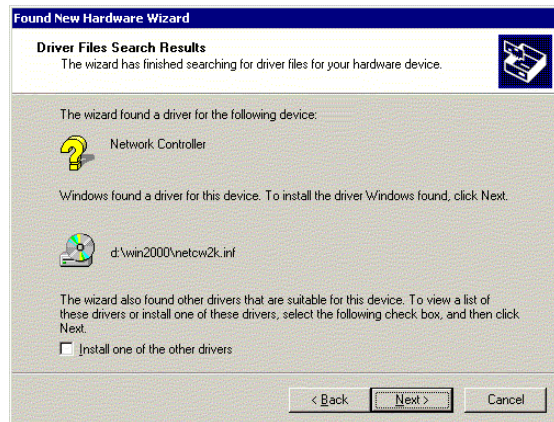 Found New Hardware Wizard
Driver Files Search Results
The wizard has finished searching for driver files for your hardware device.
The wizard found a driver for the following device:
Network Controller
Windows found a driver for this device. To install the driver Windows found, click Next.
d:\win2000\netcw2k.inf
The wizard also found other drivers that are suitable for this device. To view a list of
these drivers or install one of these drivers, select the following check box, and then click
Next.
Install one of the other drivers
< Back Next > Cancel